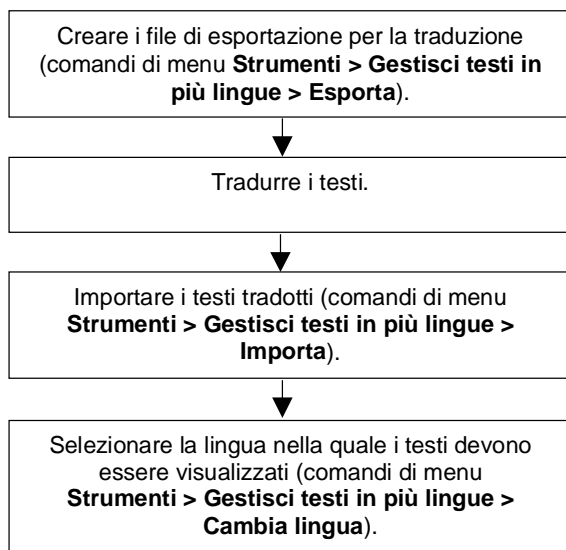 Creare i file di esportazione per la traduzione
(comandi di menu Strumenti > Gestisci testi in
più lingue > Esporta).
Tradurre i testi.
Importare i testi tradotti (comandi di menu
Strumenti > Gestisci testi in più lingue >
Importa).
Selezionare la lingua nella quale i testi devono
essere visualizzati (comandi di menu
Strumenti > Gestisci testi in più lingue >
Cambia lingua).